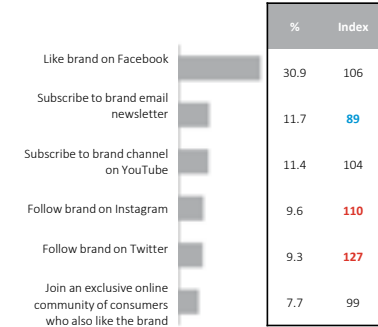 % Index
Like brand on Facebook 30.9 106
Subscribe to brand email
newsletter 11.7 89
Subscribe to brand channel
on YouTube 11.4 104
Follow brand on Instagram 9.6 110
Follow brand on Twitter 9.3 127
Join an exclusive online
community of consumers 7.7 99
who also like the brand